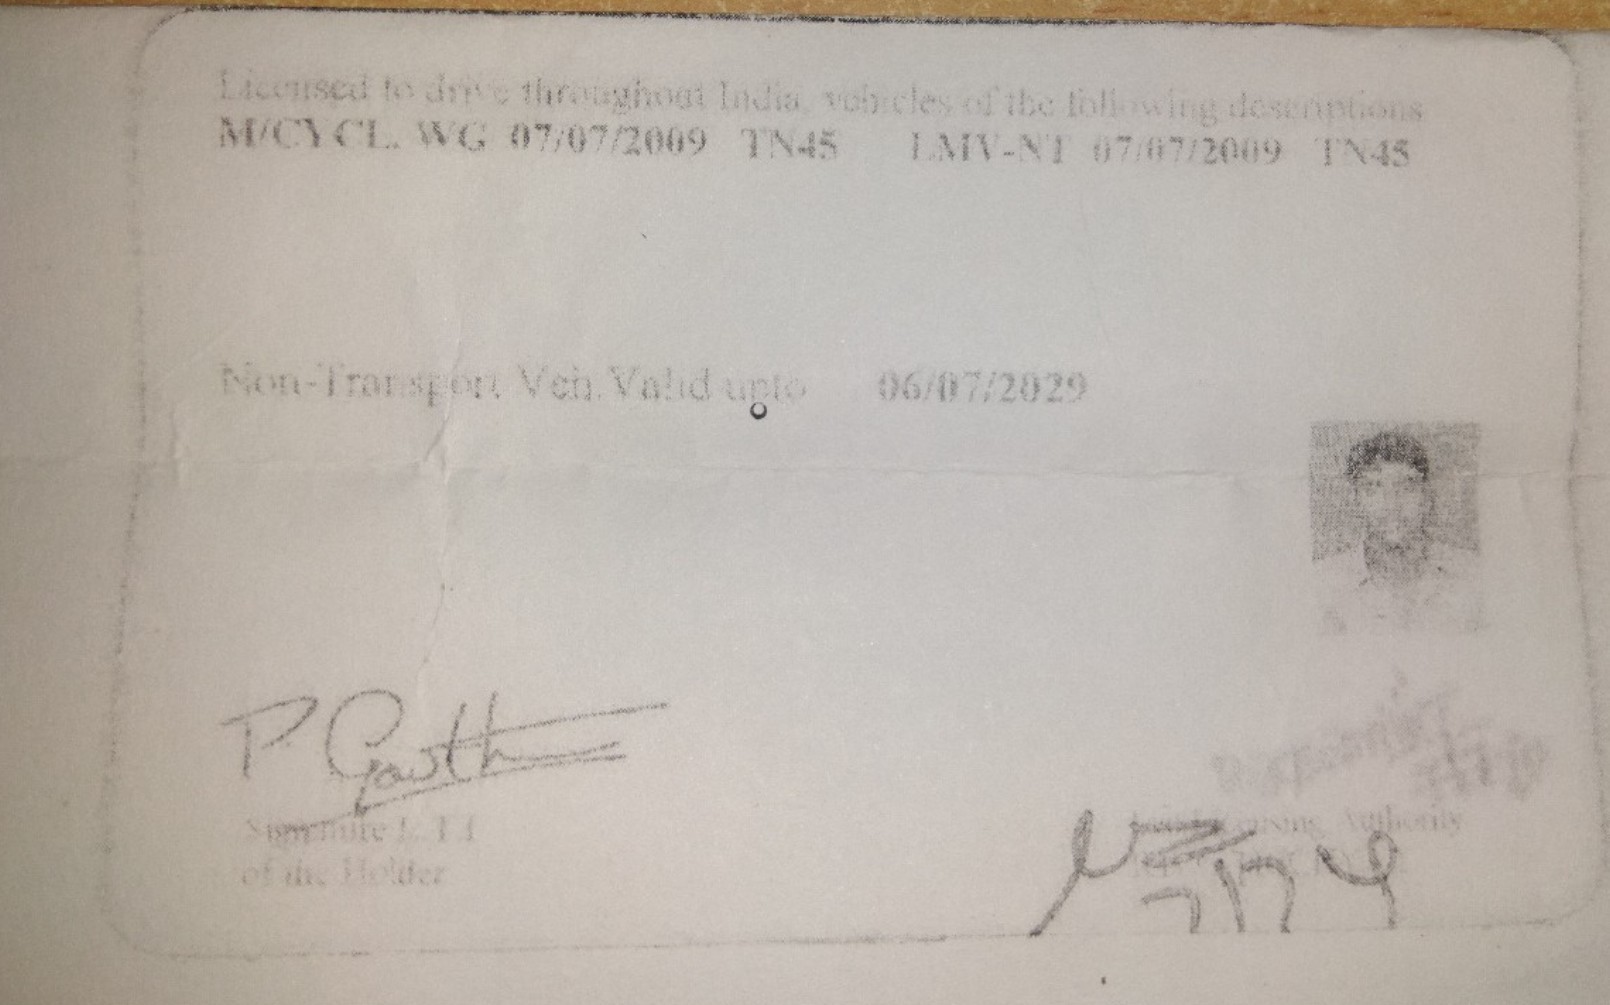 Licensed to drive throughout India, vehicles of the following descriptions
M/CYCL. WG 07/07/2009 TN45 LMV-NT 07/07/2009 TN45
Non-Transport Veh. Valid upto 06/07/2029
P. Gowth
Signature L.T.I
of the Holder
Authority